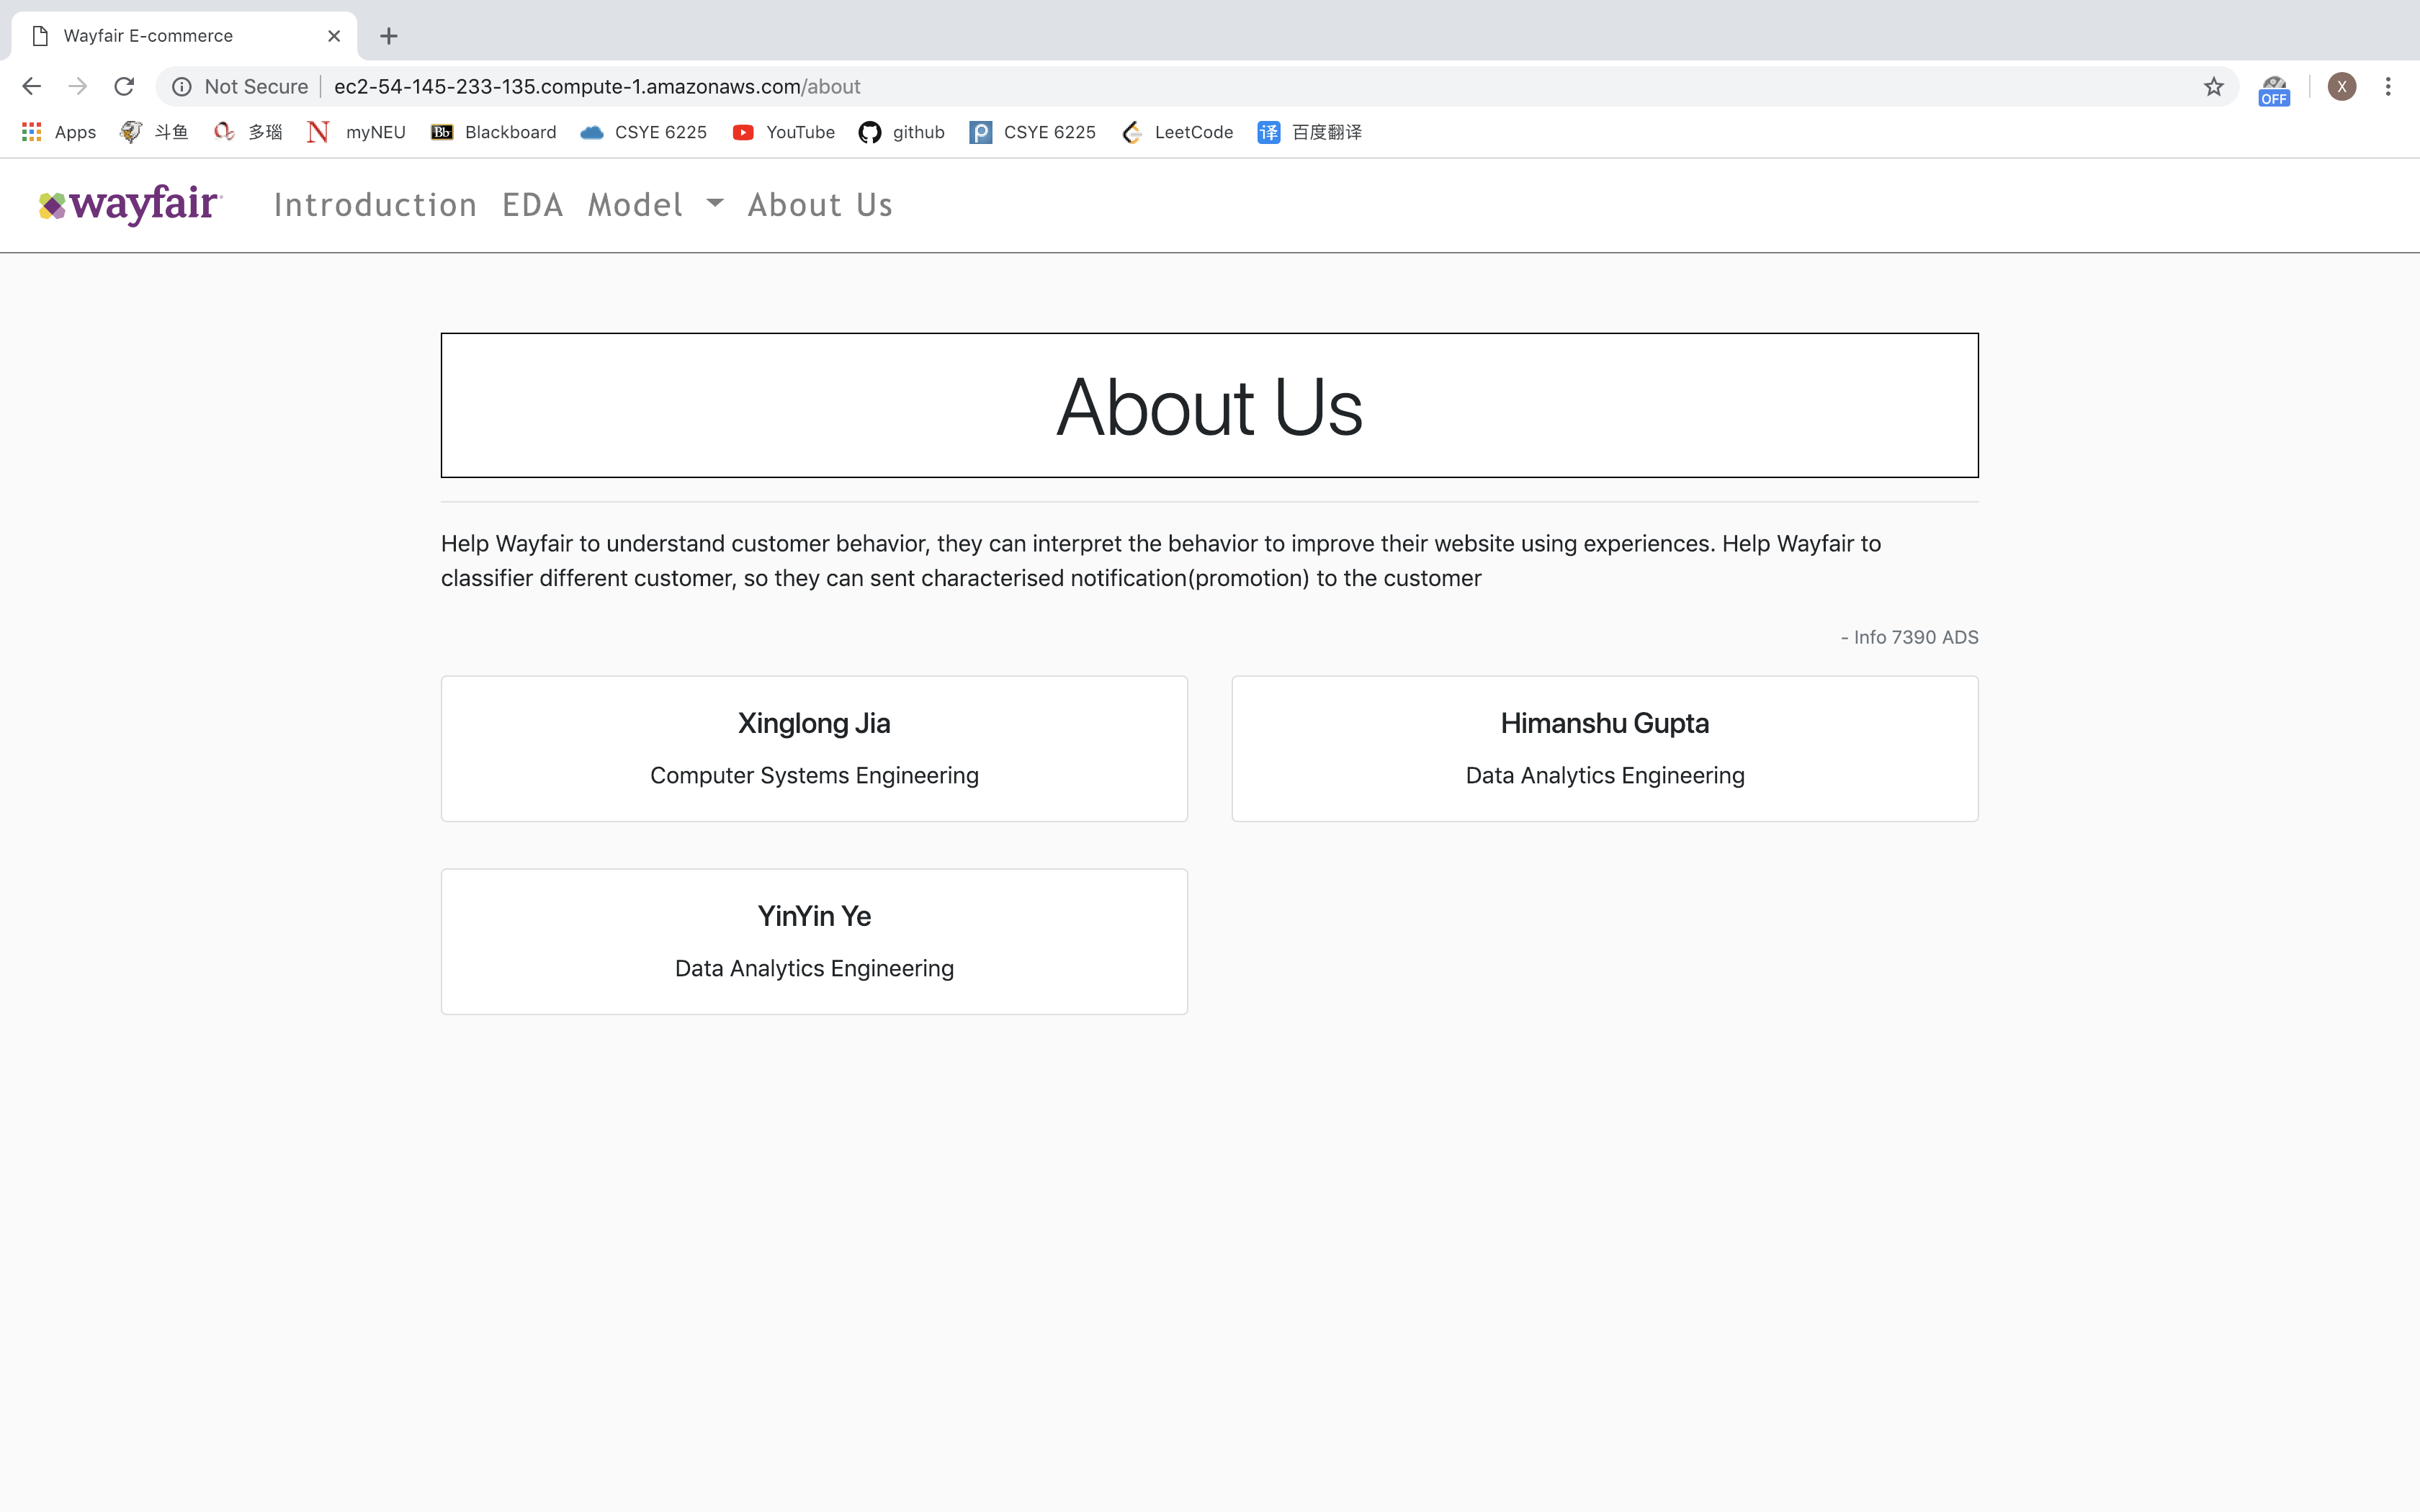 Wayfair E-commerce
Not Secure ec2-54-145-233-135.compute-1.amazonaws.com/about
OFF X
Apps 斗鱼 多瑙 N myNEU Bb Blackboard CSYE 6225 YouTube github CSYE 6225 LeetCode 译 百度翻译
wayfair Introduction EDA Model About Us
About Us
Help Wayfair to understand customer behavior, they can interpret the behavior to improve their website using experiences. Help Wayfair to
classifier different customer, so they can sent characterised notification(promotion) to the customer
- Info 7390 ADS
Xinglong Jia
Computer Systems Engineering
Himanshu Gupta
Data Analytics Engineering
YinYin Ye
Data Analytics Engineering